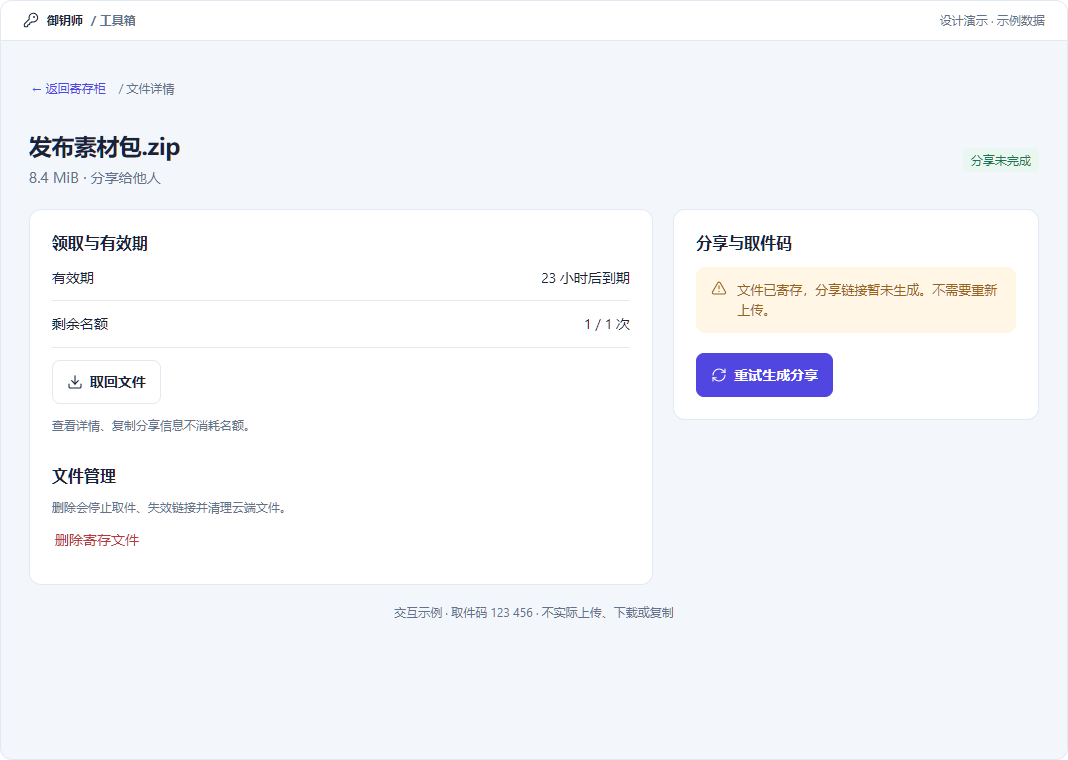 御钥师 / 工具箱
设计演示 · 示例数据
← 返回寄存柜 / 文件详情
发布素材包.zip
8.4 MiB · 分享给他人
分享未完成
领取与有效期
有效期 23 小时后到期
剩余名额 1 / 1 次
取回文件
查看详情、复制分享信息不消耗名额。
文件管理
删除会停止取件、失效链接并清理云端文件。
删除寄存文件
分享与取件码
文件已寄存，分享链接暂未生成。不需要重新
上传。
重试生成分享
交互示例 · 取件码 123 456 · 不实际上传、下载或复制